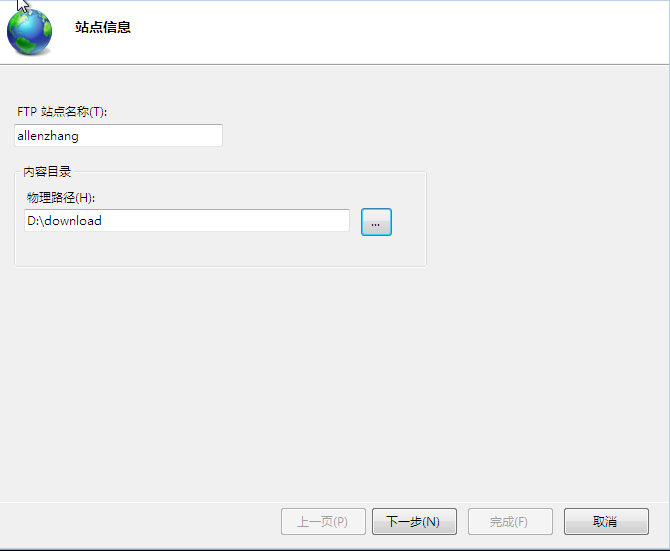 站点信息
FTP 站点名称(T):
allenzhang
内容目录
物理路径(H):
D:\download
...
上一页(P) 下一步(N) 完成(F) 取消